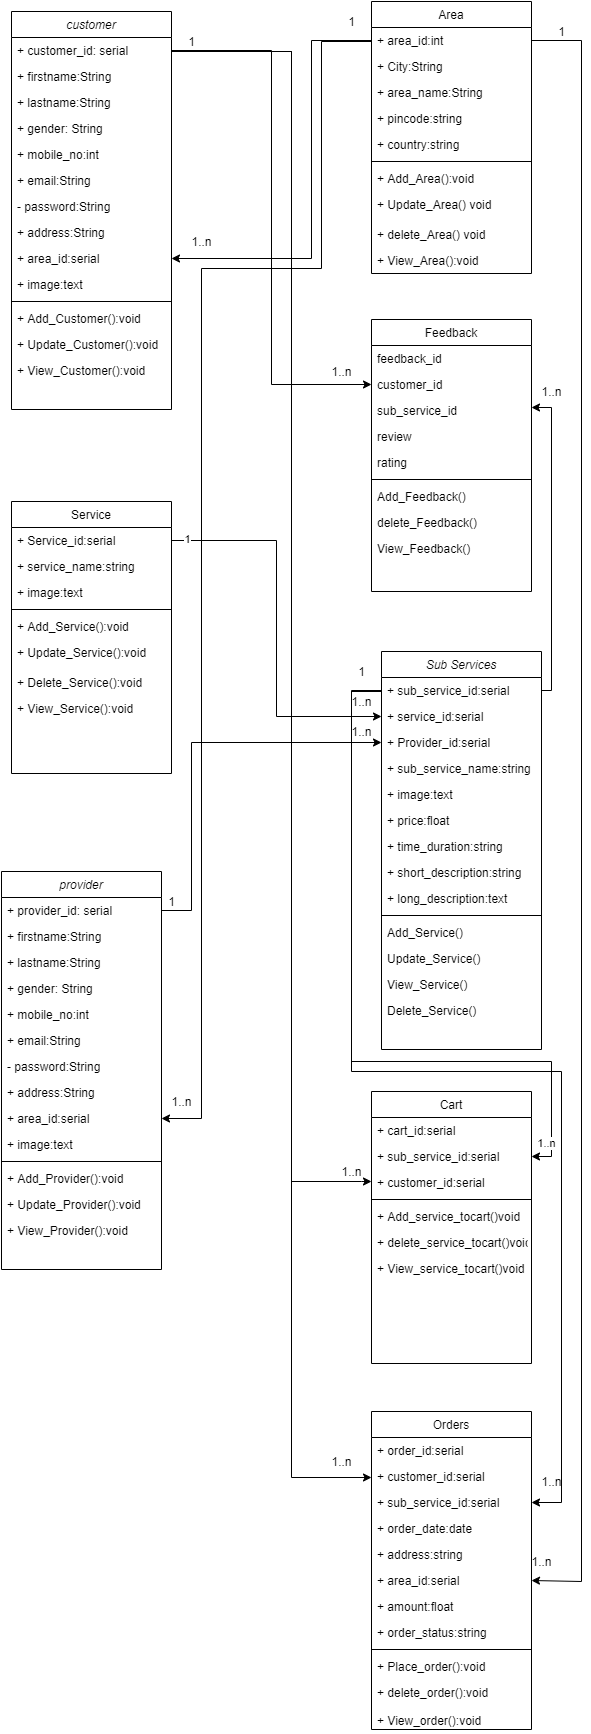 customer
+ customer_id: serial
+ firstname:String
+ lastname:String
+ gender: String
+ mobile_no:int
+ email:String
- password:String
+ address:String
+ area_id:serial
+ image:text
+ Add_Customer():void
+ Update_Customer():void
+ View_Customer():void
1
1..n
1
Area
+ area_id:int
+ City:String
+ area_name:String
+ pincode:string
+ country:string
+ Add_Area():void
+ Update_Area() void
+ delete_Area() void
+ View_Area():void
1
Feedback
feedback_id
customer_id
sub_service_id
review
rating
Add_Feedback()
delete_Feedback()
View_Feedback()
1..n
1..n
Service
+ Service_id:serial
+ service_name:string
+ image:text
+ Add_Service():void
+ Update_Service():void
+ Delete_Service():void
+ View_Service():void
1
Sub Services
+ sub_service_id:serial
+ service_id:serial
+ Provider_id:serial
+ sub_service_name:string
+ image:text
+ price:float
+ time_duration:string
+ short_description:string
+ long_description:text
Add_Service()
Update_Service()
View_Service()
Delete_Service()
1
1..n
1..n
provider
+ provider_id: serial
+ firstname:String
+ lastname:String
+ gender: String
+ mobile_no:int
+ email:String
- password:String
+ address:String
+ area_id:serial
+ image:text
+ Add_Provider():void
+ Update_Provider():void
+ View_Provider():void
1
1..n
Cart
+ cart_id:serial
+ sub_service_id:serial
+ customer_id:serial
+ Add_service_tocart()void
+ delete_service_tocart()voi
+ View_service_tocart()void
1..n
1..n
Orders
+ order_id:serial
+ customer_id:serial
+ sub_service_id:serial
+ order_date:date
+ address:string
+ area_id:serial
+ amount:float
+ order_status:string
+ Place_order():void
+ delete_order():void
+ View_order():void
1..n
1..n
1..n